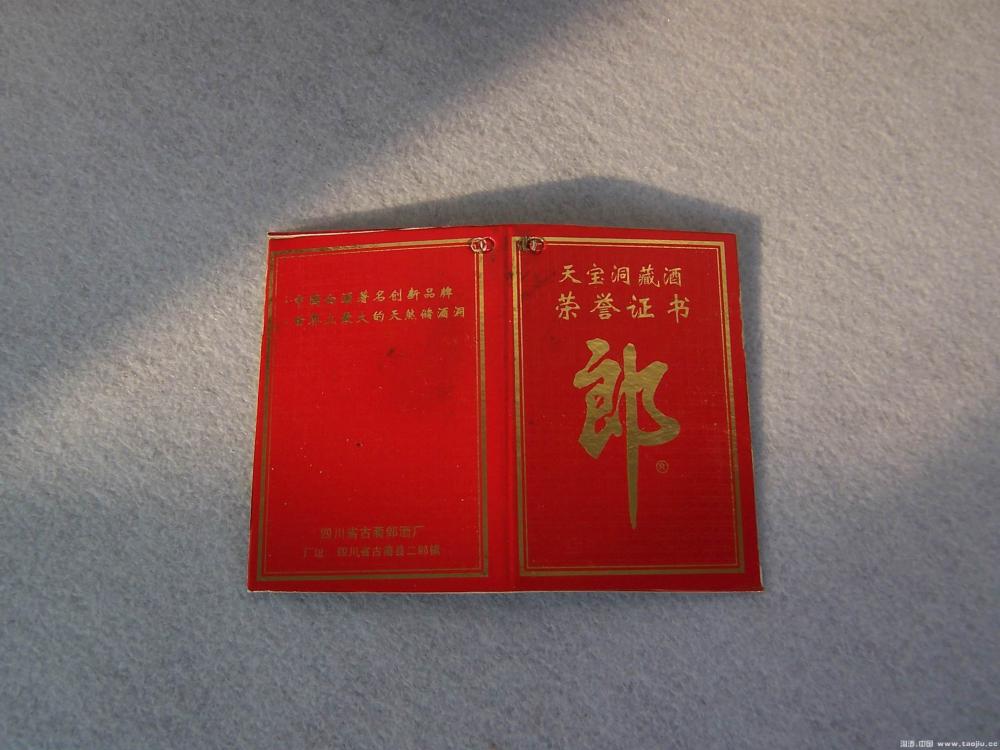 ·中国全国著名创新品牌
·世界上最大的天然储酒洞
四川省古蔺郎酒厂
厂址 四川省古蔺县二郎镇
天宝洞藏酒
荣誉证书
郎
®
淘酒.中国 www.taojiu.cc